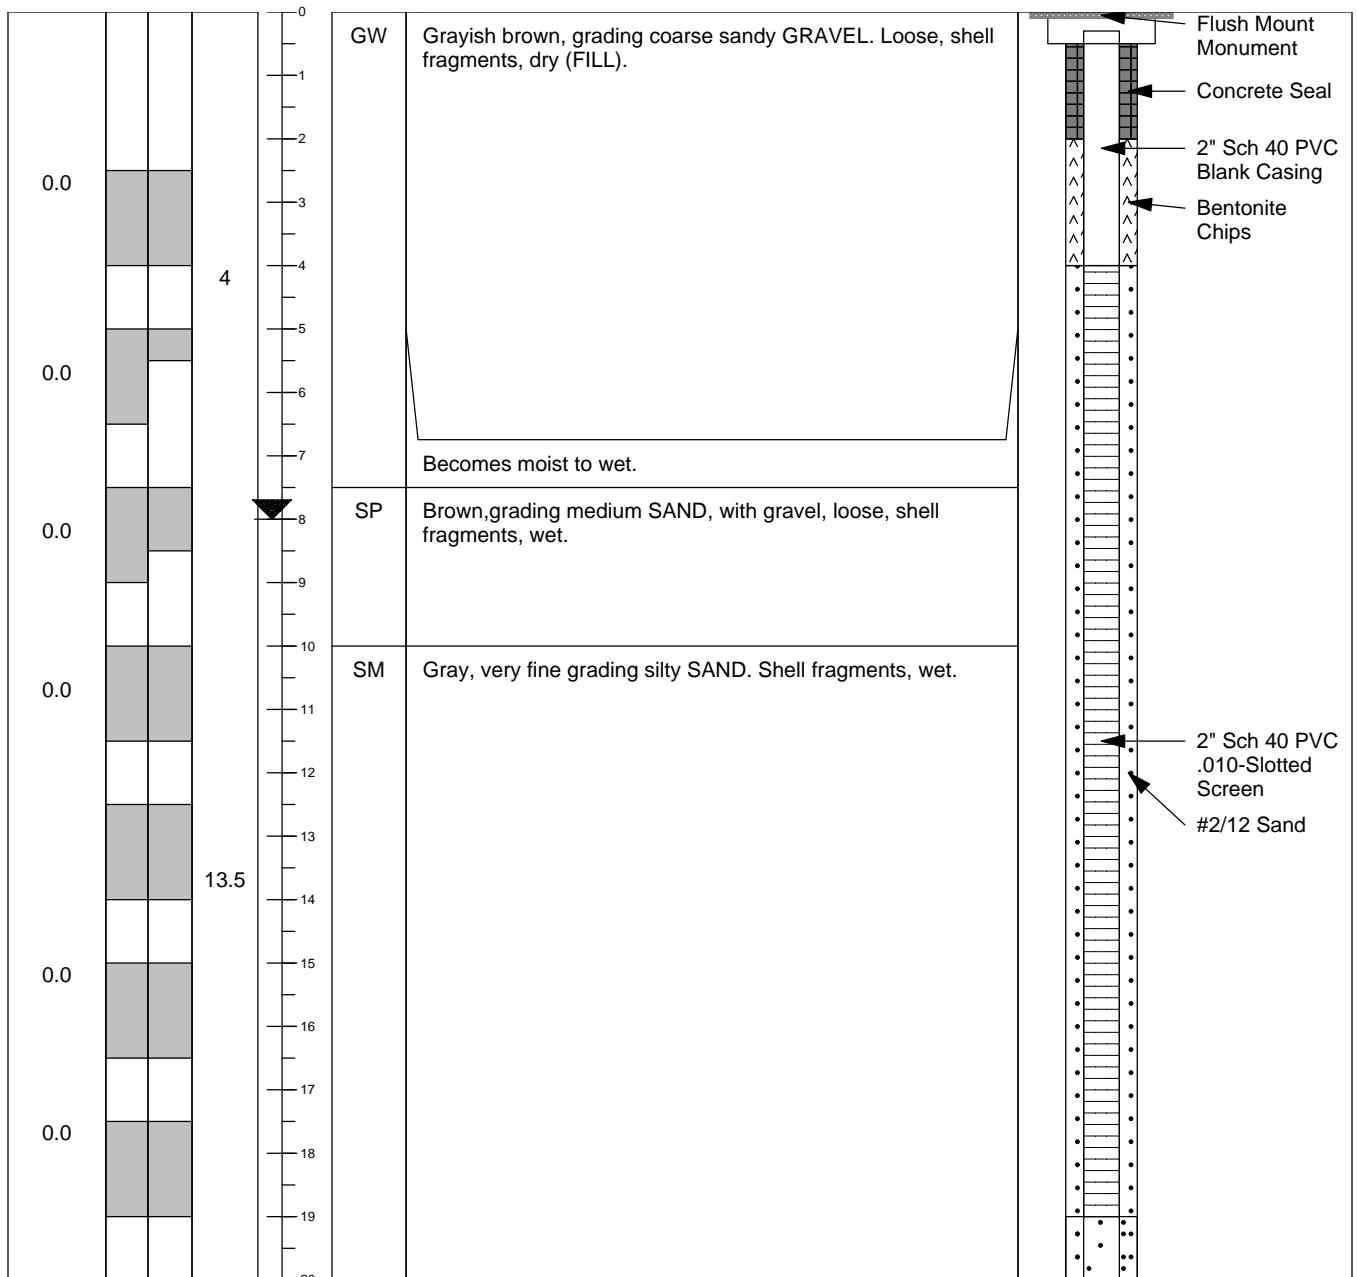 0
GW
Grayish brown, grading coarse sandy GRAVEL. Loose, shell
fragments, dry (FILL).
Flush Mount
Monument
1
Concrete Seal
2
2" Sch 40 PVC
Blank Casing
0.0
3
Bentonite
Chips
4
4
5
0.0
6
7
Becomes moist to wet.
SP
Brown,grading medium SAND, with gravel, loose, shell
fragments, wet.
0.0
8
9
10
SM
Gray, very fine grading silty SAND. Shell fragments, wet.
0.0
11
2" Sch 40 PVC
.010-Slotted
Screen
12
#2/12 Sand
13
13.5
14
15
0.0
16
17
0.0
18
19
20